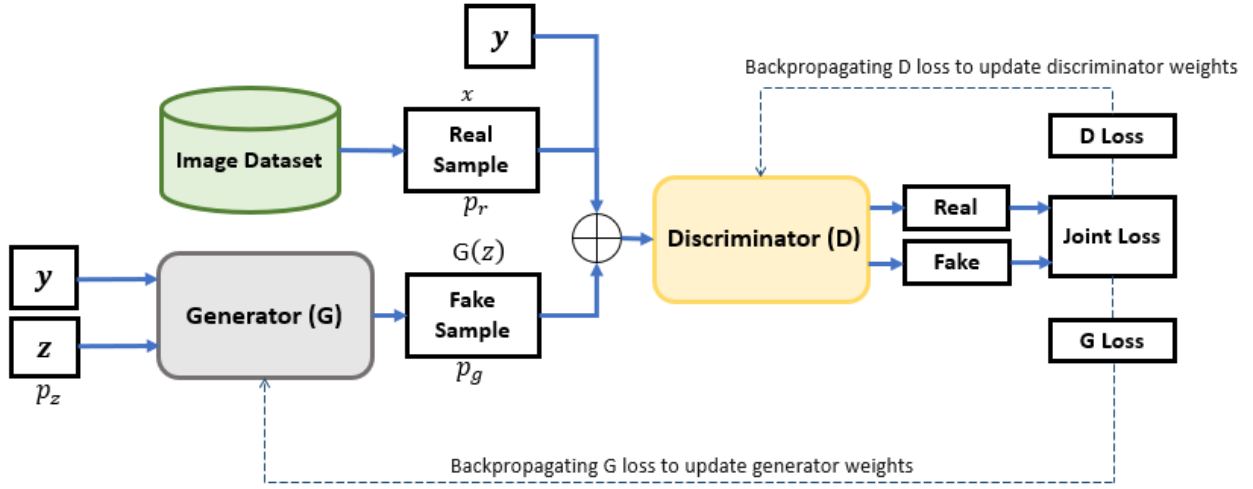 y
Backpropagating D loss to update discriminator weights
x
Image Dataset
Real
Sample
p_r
D Loss
Discriminator (D)
Real
Fake
Joint Loss
y
z
p_z
Generator (G)
G(z)
Fake
Sample
p_g
G Loss
Backpropagating G loss to update generator weights